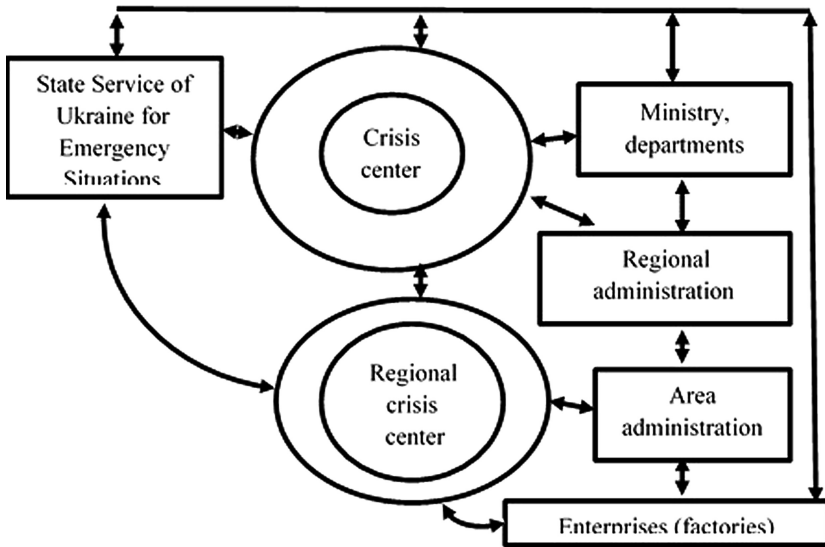 State Service of
Ukraine for
Emergency
Situations
Crisis
center
Ministry,
departments
Regional
administration
Regional
crisis
center
Area
administration
Enterprises (factories)